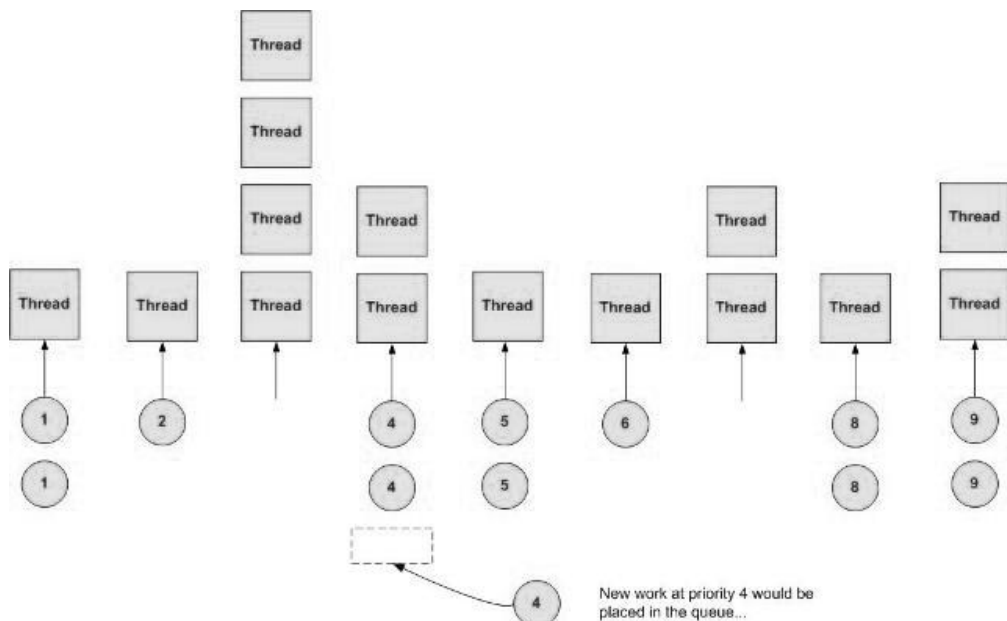 Thread
Thread
Thread Thread Thread Thread
Thread Thread Thread Thread Thread Thread Thread Thread Thread
1 2 4 5 6 8 9
1 4 5 8 9
4
New work at priority 4 would be
placed in the queue...